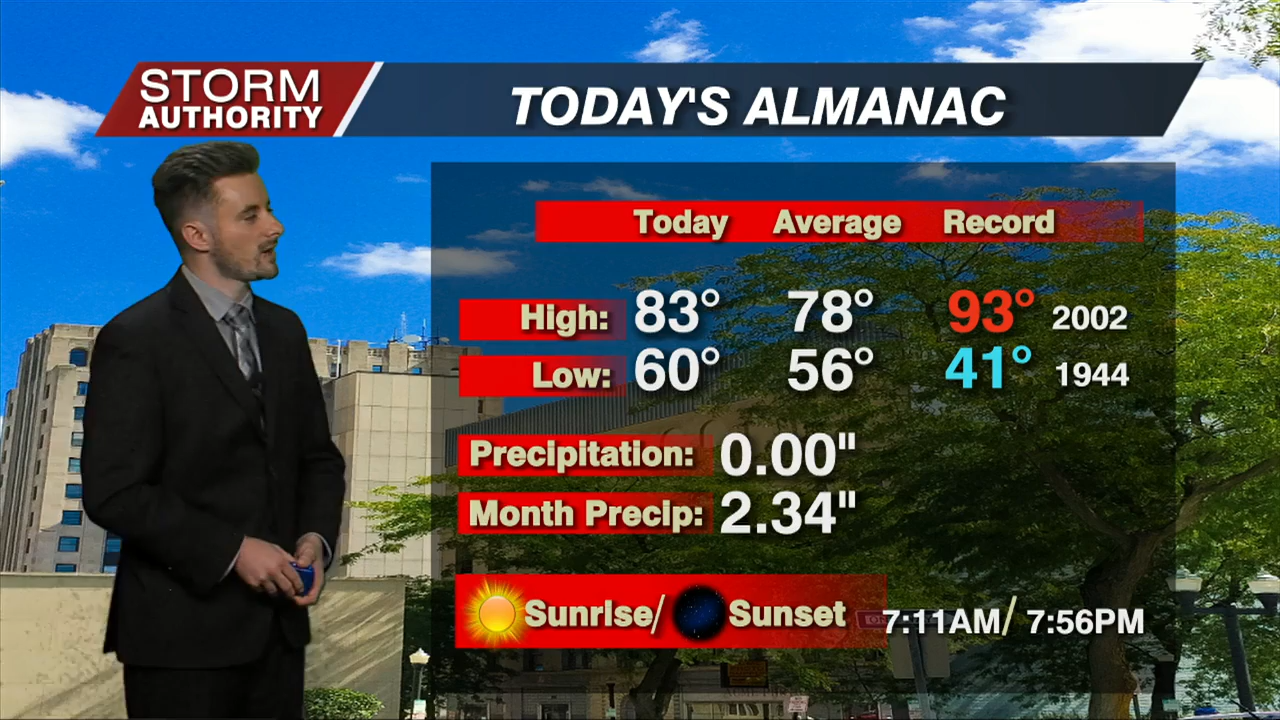 STORM
AUTHORITY
TODAY'S ALMANAC
Today Average Record
High: 83° 78° 93° 2002
Low: 60° 56° 41° 1944
Precipitation: 0.00"
Month Precip: 2.34"
Sunrise/ Sunset 7:11AM/ 7:56PM